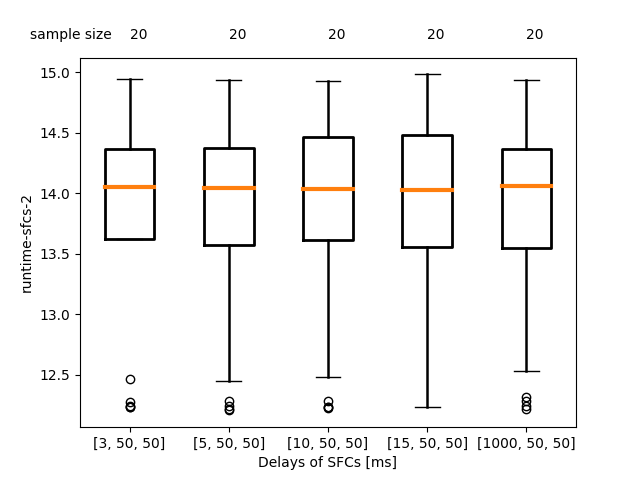 sample size 20 20 20 20 20
15.0
14.5
14.0
13.5
13.0
12.5
runtime-sfcs-2
[3, 50, 50] [5, 50, 50] [10, 50, 50] [15, 50, 50] [1000, 50, 50]
Delays of SFCs [ms]